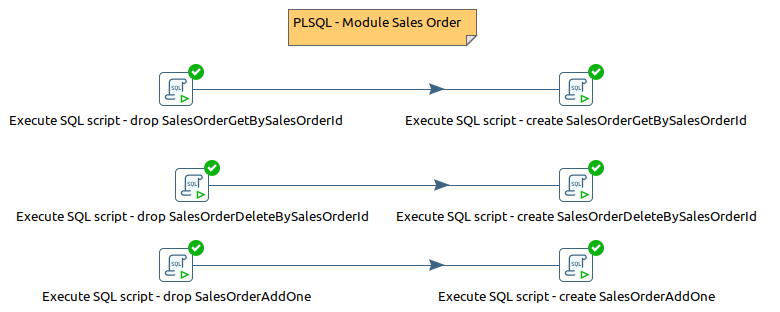 PLSQL - Module Sales Order
SQL SQL
Execute SQL script - drop SalesOrderGetBySalesOrderId Execute SQL script - create SalesOrderGetBySalesOrderId
SQL SQL
Execute SQL script - drop SalesOrderDeleteBySalesOrderId Execute SQL script - create SalesOrderDeleteBySalesOrderId
SQL SQL
Execute SQL script - drop SalesOrderAddOne Execute SQL script - create SalesOrderAddOne